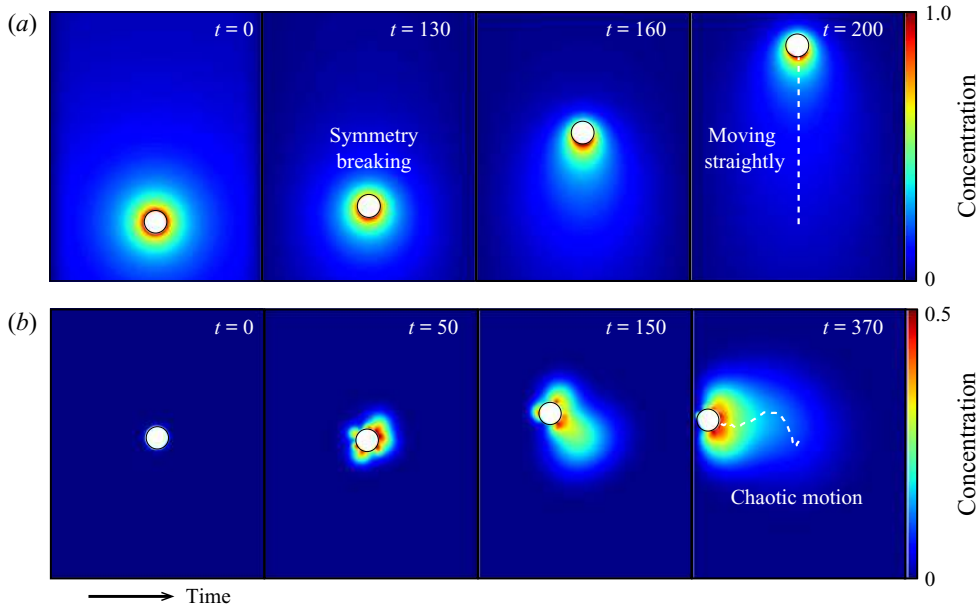 (a)
t = 0
t = 130
t = 160
t = 200
1.0
Symmetry
breaking
Moving
straightly
Concentration
0
(b)
t = 0
t = 50
t = 150
t = 370
0.5
Chaotic motion
Concentration
0
Time